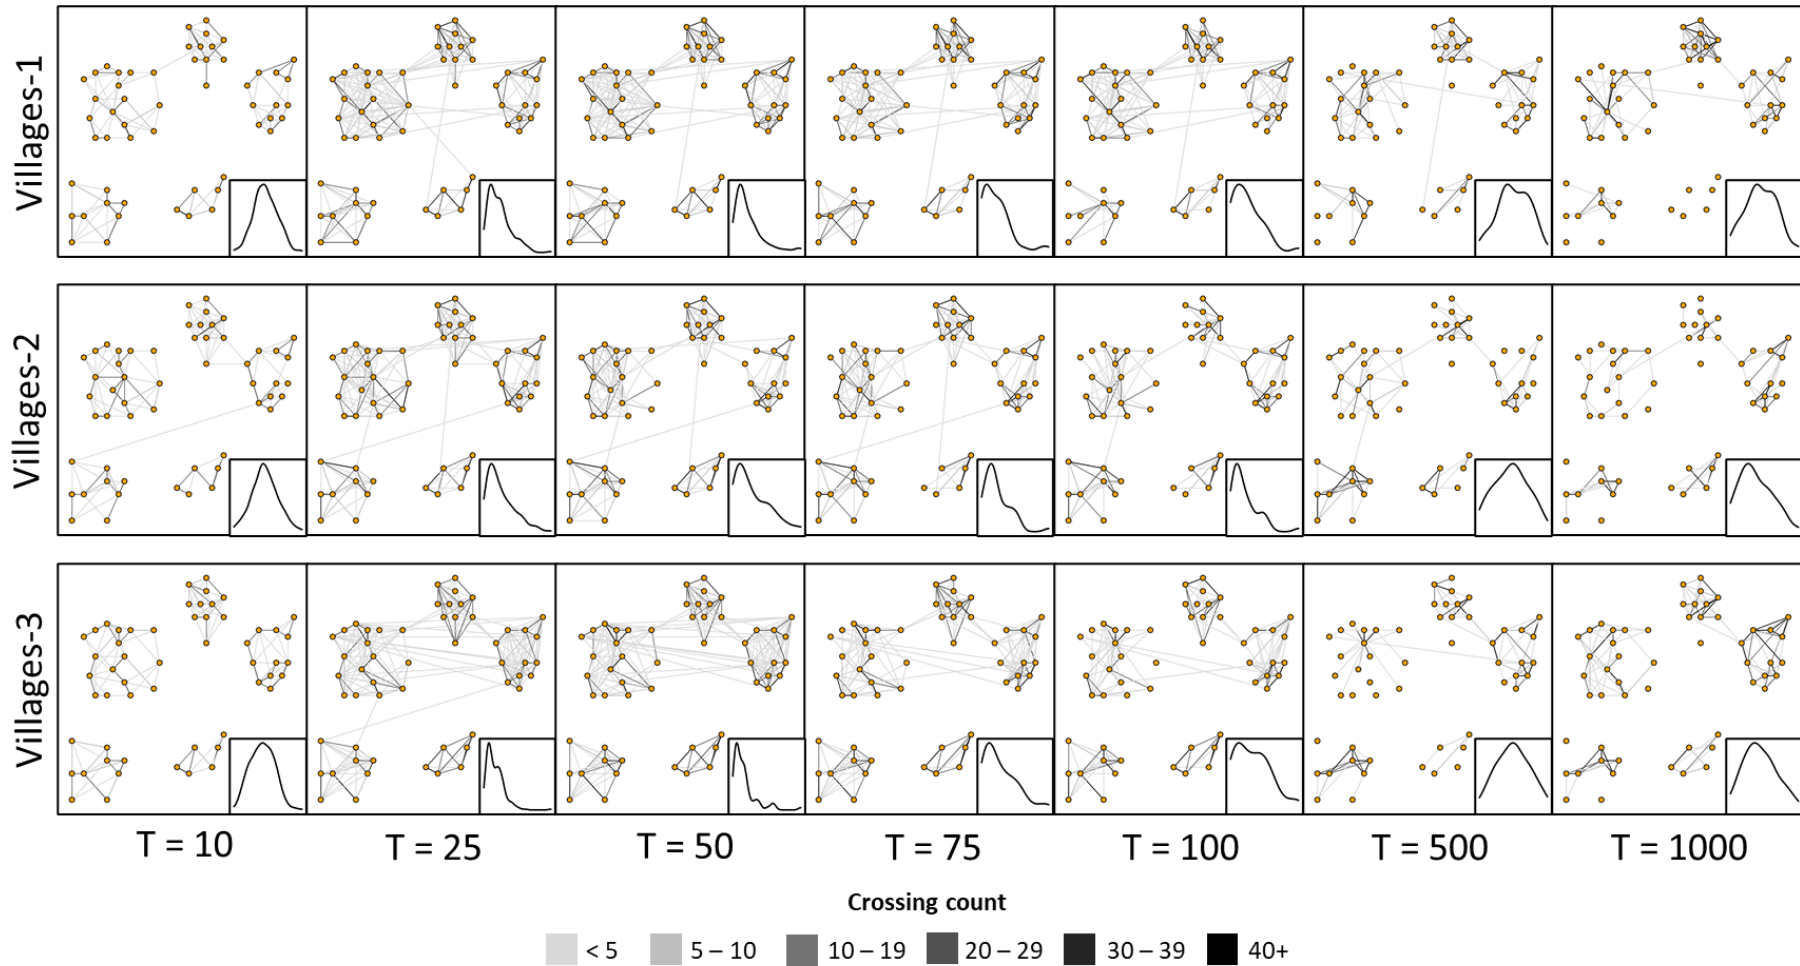 Villages-1
Villages-2
Villages-3
T = 10 T = 25 T = 50 T = 75 T = 100 T = 500 T = 1000
Crossing count
< 5 5 – 10 10 – 19 20 – 29 30 – 39 40+